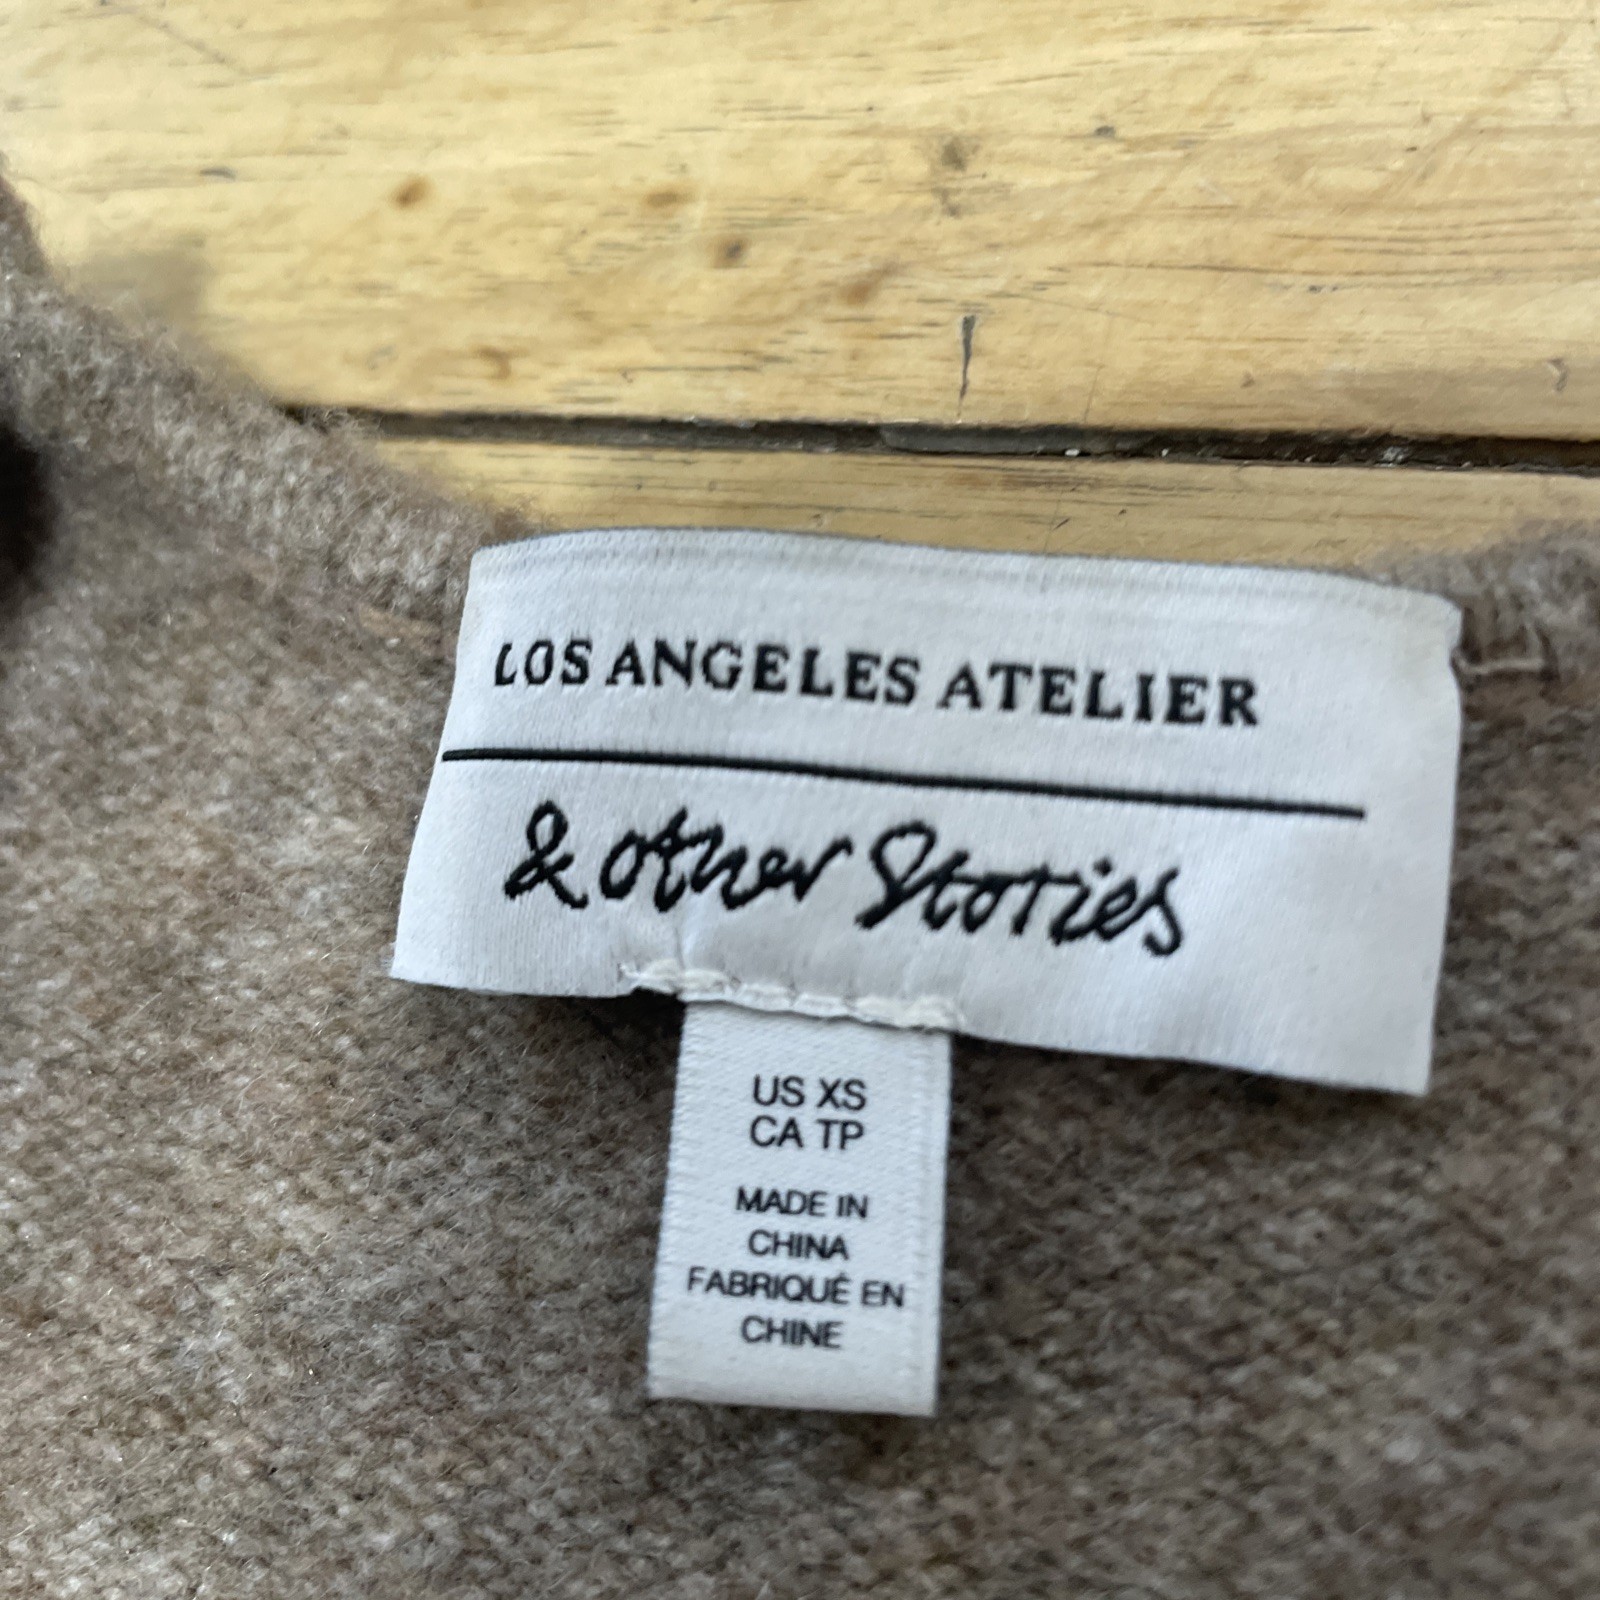 LOS ANGELES ATELIER
& other Stories
US XS
CA TP
MADE IN
CHINA
FABRIQUÉ EN
CHINE